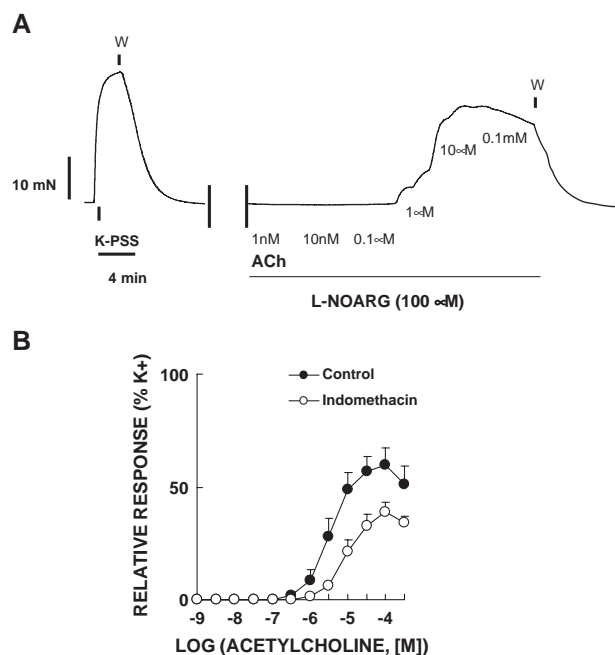 A
W
W
10 mN
K-PSS
4 min
1nM 10nM 0.1∝M 1∝M 10∝M 0.1mM
ACh
L-NOARG (100 ∝M)
B
RELATIVE RESPONSE (% K+)
100
50
0
Control
Indomethacin
-9 -8 -7 -6 -5 -4
LOG (ACETYLCHOLINE, [M])